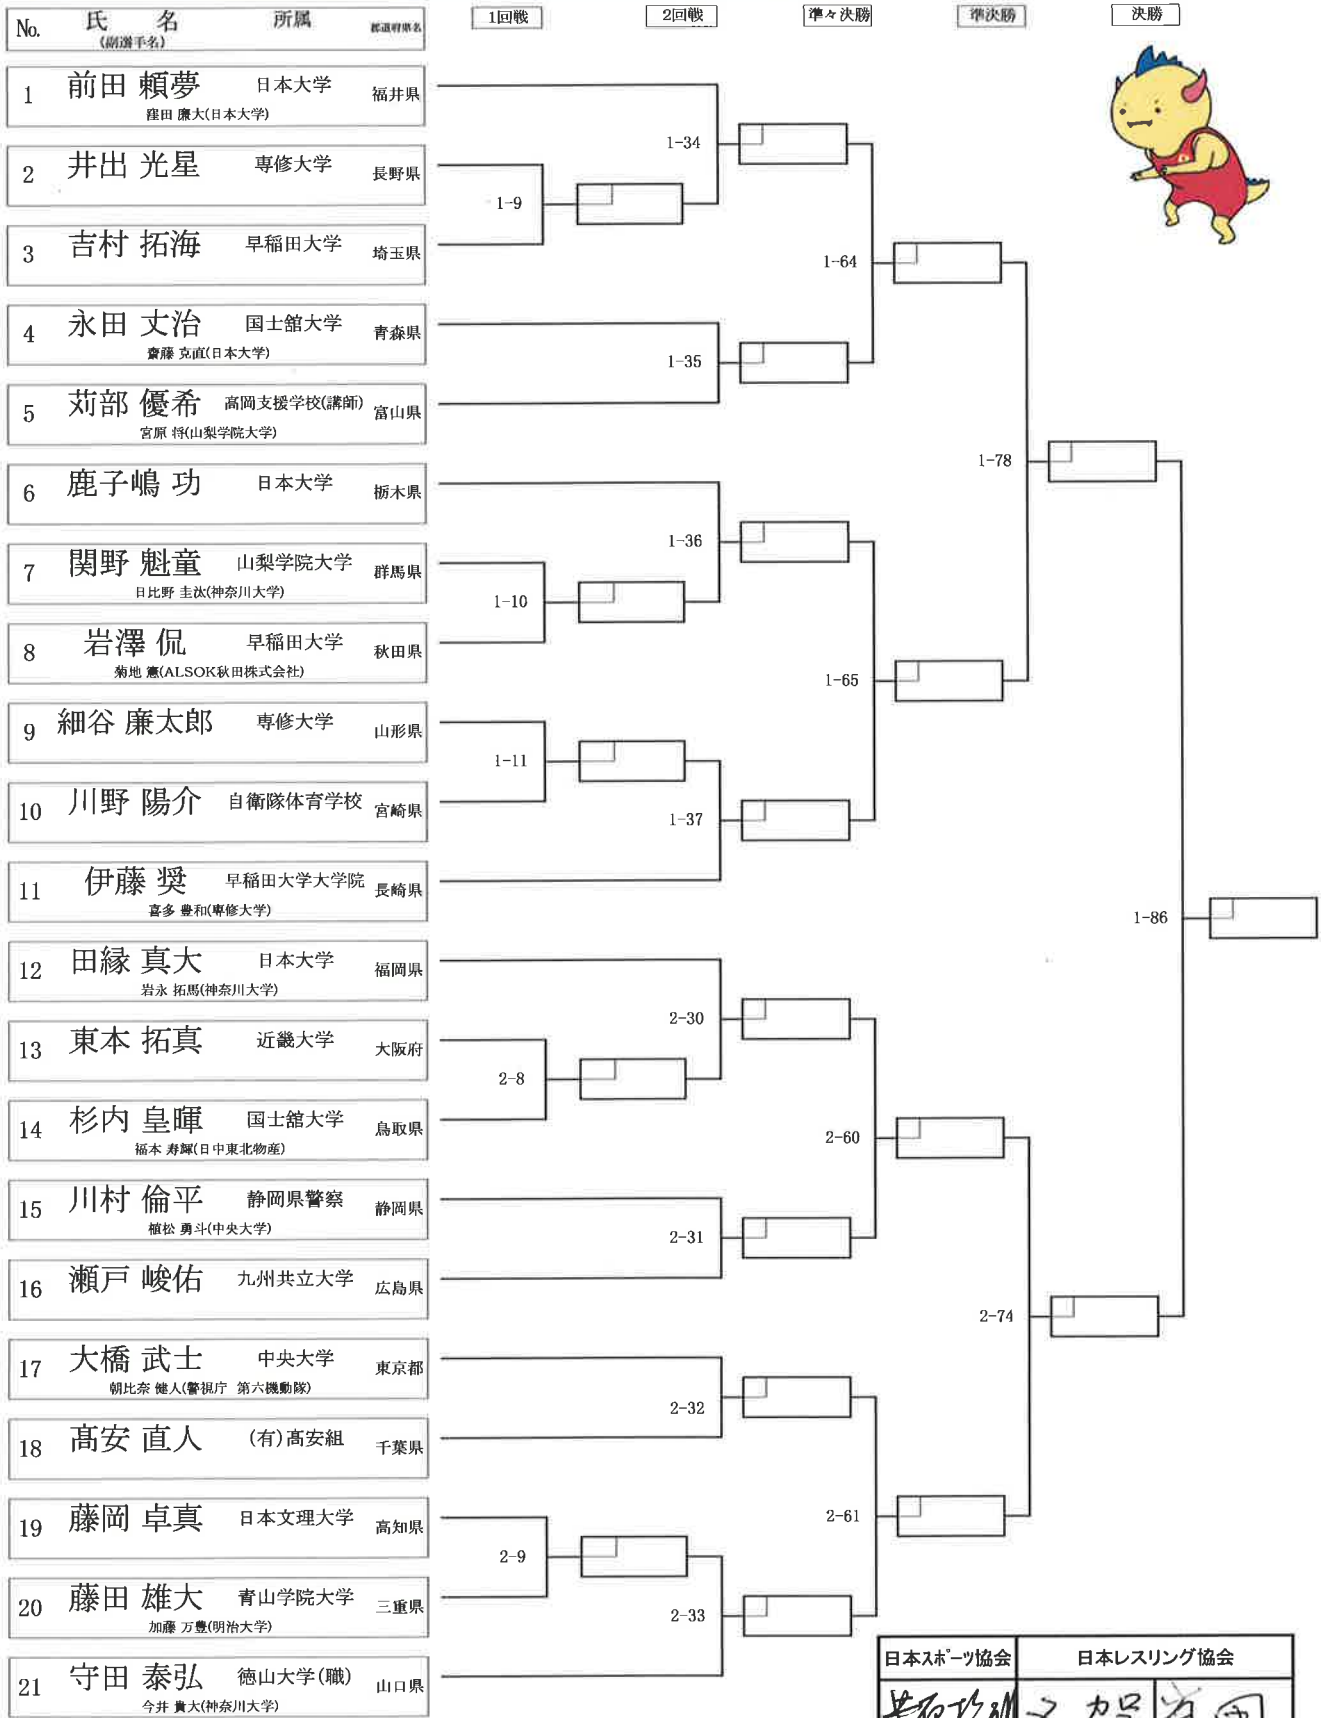 No. 氏 名 所属 都道府県名 1回戦 2回戦 準々決勝 準決勝 決勝
(副選手名)
1 前田 頼夢 日本大学 福井県
窪田 廉大(日本大学)
1-34
2 井出 光星 専修大学 長野県
1-9
3 吉村 拓海 早稲田大学 埼玉県
1-64
4 永田 丈治 国士舘大学 青森県
齋藤 克直(日本大学)
1-35
5 苅部 優希 高岡支援学校(講師) 富山県
宮原 将(山梨学院大学)
1-78
6 鹿子嶋 功 日本大学 栃木県
1-36
7 関野 魁童 山梨学院大学 群馬県
日比野 圭汰(神奈川大学)
1-10
8 岩澤 侃 早稲田大学 秋田県
菊地 憲(ALSOK秋田株式会社)
1-65
9 細谷 廉太郎 専修大学 山形県
1-11
10 川野 陽介 自衛隊体育学校 宮崎県
1-37
11 伊藤 奨 早稲田大学大学院 長崎県
喜多 豊和(専修大学)
1-86
12 田縁 真大 日本大学 福岡県
岩永 拓馬(神奈川大学)
2-30
13 東本 拓真 近畿大学 大阪府
2-8
14 杉内 皇暉 国士舘大学 鳥取県
福本 寿輝(日中東北物産)
2-60
15 川村 倫平 静岡県警察 静岡県
植松 勇斗(中央大学)
2-31
16 瀬戸 峻佑 九州共立大学 広島県
2-74
17 大橋 武士 中央大学 東京都
朝比奈 健人(警視庁 第六機動隊)
2-32
18 髙安 直人 (有)髙安組 千葉県
2-61
19 藤岡 卓真 日本文理大学 高知県
2-9
20 藤田 雄大 青山学院大学 三重県
加藤 万豊(明治大学)
2-33
21 守田 泰弘 徳山大学(職) 山口県
今井 貴大(神奈川大学)
日本スポーツ協会 日本レスリング協会